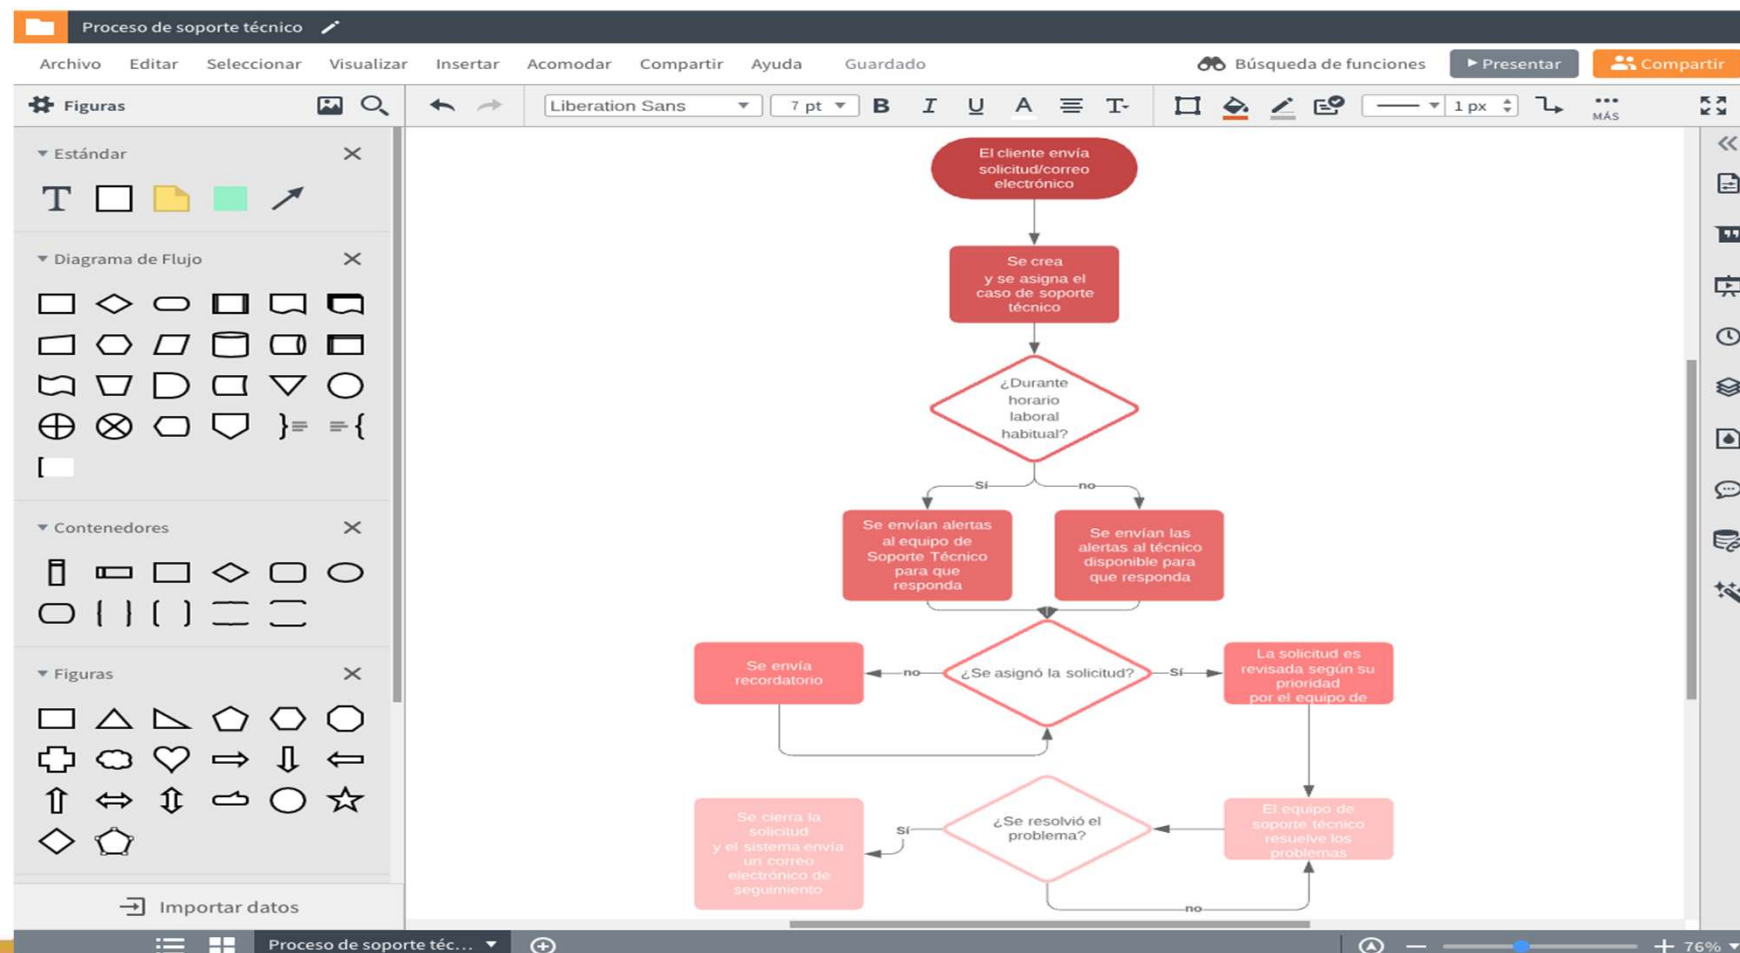 Proceso de soporte técnico
Archivo Editar Seleccionar Visualizar Insertar Acomodar Compartir Ayuda Guardado Búsqueda de funciones Presentar Compartir
Figuras Liberation Sans 7 pt B I U A T 1 px MÁS
Estándar
T
Diagrama de Flujo
Contenedores
Figuras
Importar datos
El cliente envía
solicitud/correo
electrónico
Se crea
y se asigna el
caso de soporte
técnico
¿Durante
horario
laboral
habitual?
Sí
no
Se envían alertas
al equipo de
Soporte Técnico
para que
responda
Se envían las
alertas al técnico
disponible para
que responda
Se envía
recordatorio
no
¿Se asignó la solicitud?
Sí
La solicitud es
revisada según su
prioridad
por el equipo de
Se cierra la
solicitud
y el sistema envía
un correo
electrónico de
seguimiento
Sí
¿Se resolvió el
problema?
El equipo de
soporte técnico
resuelve los
problemas
no
Proceso de soporte téc... 76%